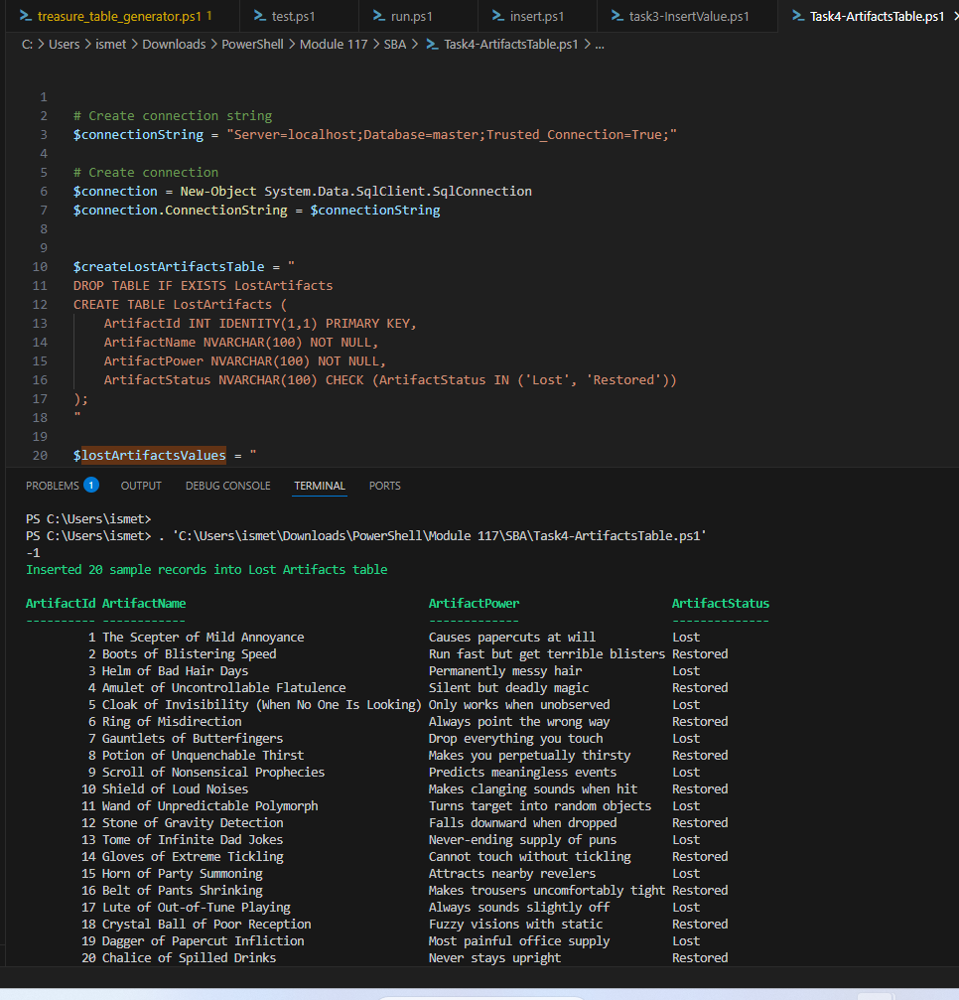 treasure_table_generator.ps1 1 test.ps1 run.ps1 insert.ps1 task3-InsertValue.ps1 Task4-ArtifactsTable.ps1
C: > Users > ismet > Downloads > PowerShell > Module 117 > SBA > Task4-ArtifactsTable.ps1 > ...
1
2 # Create connection string
3 $connectionString = "Server=localhost;Database=master;Trusted_Connection=True;"
4
5 # Create connection
6 $connection = New-Object System.Data.SqlClient.SqlConnection
7 $connection.ConnectionString = $connectionString
8
9
10 $createLostArtifactsTable = "
11 DROP TABLE IF EXISTS LostArtifacts
12 CREATE TABLE LostArtifacts (
13 ArtifactId INT IDENTITY(1,1) PRIMARY KEY,
14 ArtifactName NVARCHAR(100) NOT NULL,
15 ArtifactPower NVARCHAR(100) NOT NULL,
16 ArtifactStatus NVARCHAR(100) CHECK (ArtifactStatus IN ('Lost', 'Restored'))
17 );
18 "
19
20 $lostArtifactsValues = "
PROBLEMS 1 OUTPUT DEBUG CONSOLE TERMINAL PORTS
PS C:\Users\ismet>
PS C:\Users\ismet> . 'C:\Users\ismet\Downloads\PowerShell\Module 117\SBA\Task4-ArtifactsTable.ps1'
-1
Inserted 20 sample records into Lost Artifacts table
ArtifactId ArtifactName ArtifactPower ArtifactStatus
---------- ------------ ------------- --------------
1 The Scepter of Mild Annoyance Causes papercuts at will Lost
2 Boots of Blistering Speed Run fast but get terrible blisters Restored
3 Helm of Bad Hair Days Permanently messy hair Lost
4 Amulet of Uncontrollable Flatulence Silent but deadly magic Restored
5 Cloak of Invisibility (When No One Is Looking) Only works when unobserved Lost
6 Ring of Misdirection Always point the wrong way Restored
7 Gauntlets of Butterfingers Drop everything you touch Lost
8 Potion of Unquenchable Thirst Makes you perpetually thirsty Restored
9 Scroll of Nonsensical Prophecies Predicts meaningless events Lost
10 Shield of Loud Noises Makes clanging sounds when hit Restored
11 Wand of Unpredictable Polymorph Turns target into random objects Lost
12 Stone of Gravity Detection Falls downward when dropped Restored
13 Tome of Infinite Dad Jokes Never-ending supply of puns Lost
14 Gloves of Extreme Tickling Cannot touch without tickling Restored
15 Horn of Party Summoning Attracts nearby revelers Lost
16 Belt of Pants Shrinking Makes trousers uncomfortably tight Restored
17 Lute of Out-of-Tune Playing Always sounds slightly off Lost
18 Crystal Ball of Poor Reception Fuzzy visions with static Restored
19 Dagger of Papercut Infliction Most painful office supply Lost
20 Chalice of Spilled Drinks Never stays upright Restored